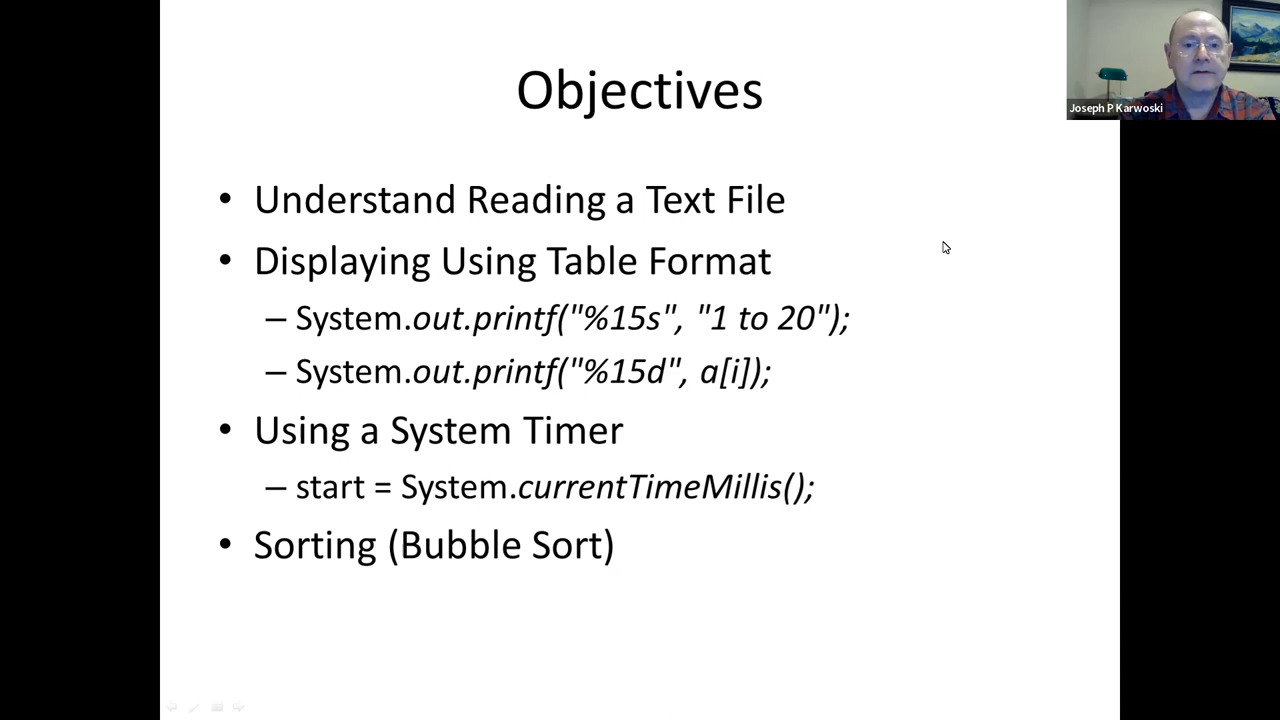 Objectives
Joseph P Karwoski
• Understand Reading a Text File
• Displaying Using Table Format
– System.out.printf("%15s", "1 to 20");
– System.out.printf("%15d", a[i]);
• Using a System Timer
– start = System.currentTimeMillis();
• Sorting (Bubble Sort)